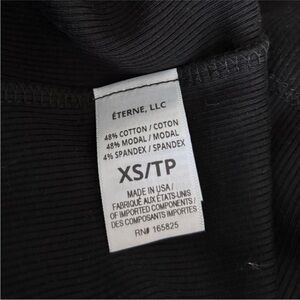 ÉTERNE, LLC
48% COTTON / COTON
48% MODAL / MODAL
4% SPANDEX / SPANDEX
XS/TP
MADE IN USA /
FABRIQUÉ AUX ÉTATS-UNIS
OF IMPORTED COMPONENTS /
DES COMPOSANTS IMPORTES
RN# 165825